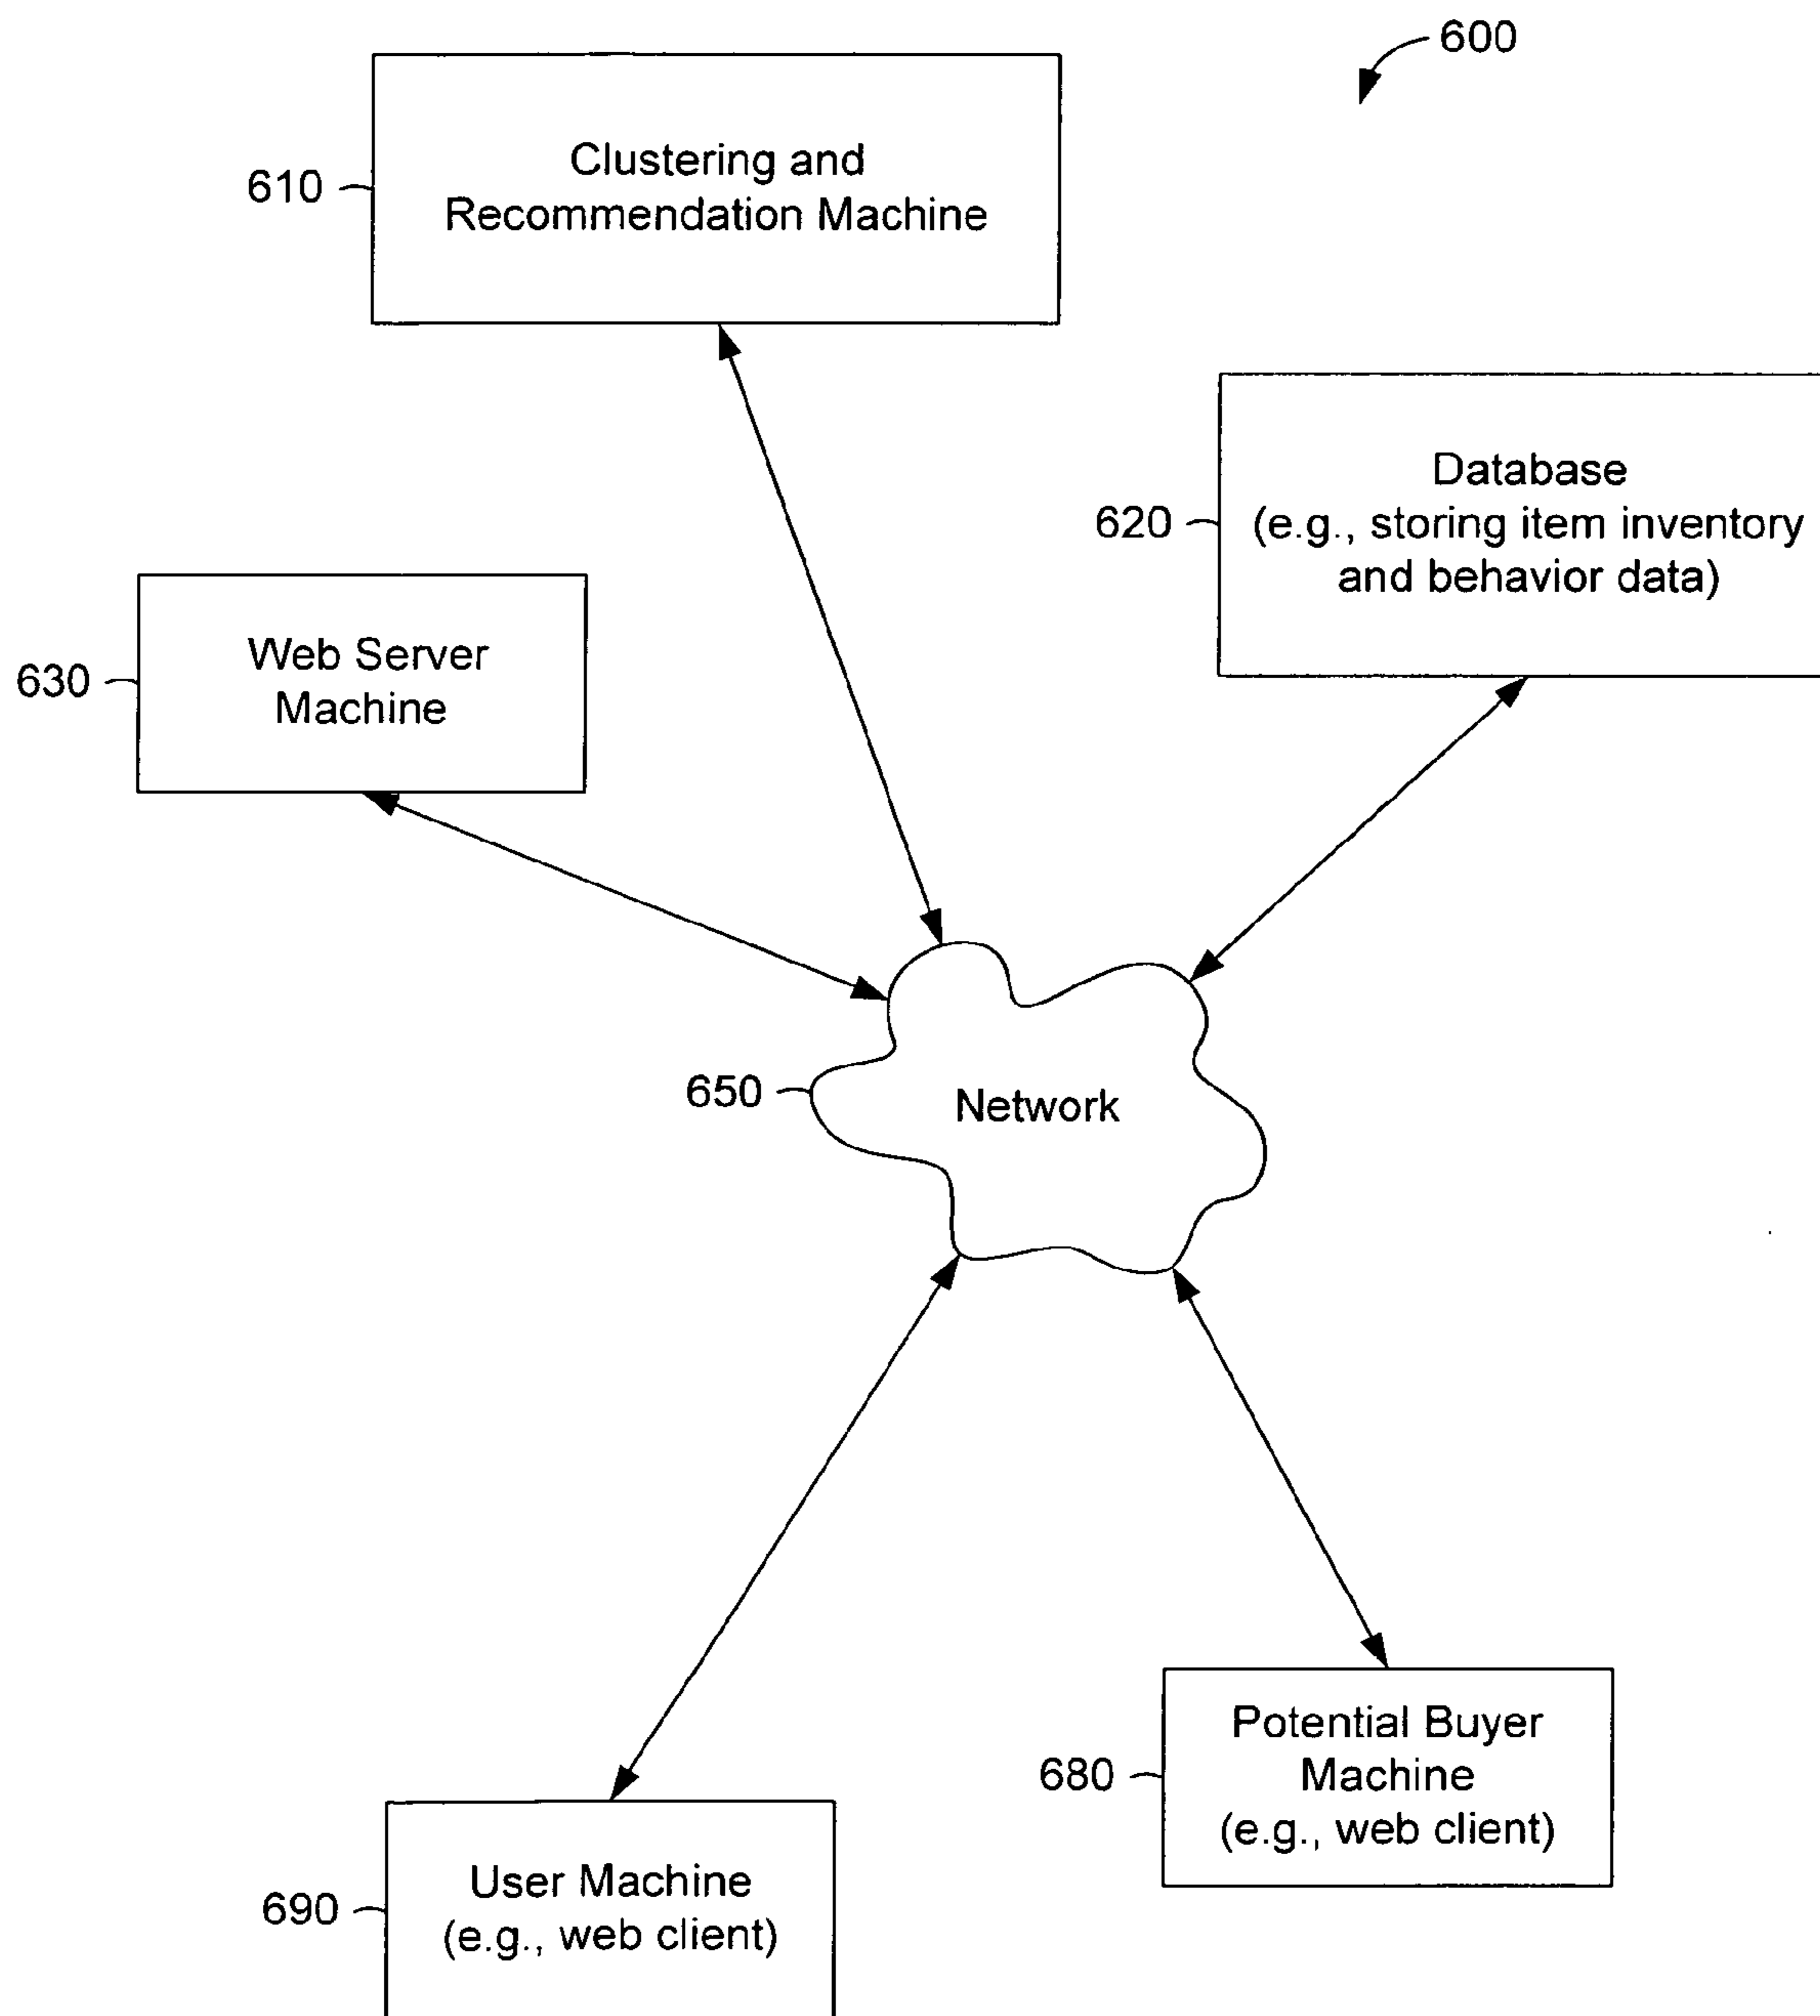 600
Clustering and
Recommendation Machine
610
Database
(e.g., storing item inventory
and behavior data)
620
Web Server
Machine
630
650
Network
Potential Buyer
Machine
(e.g., web client)
680
User Machine
(e.g., web client)
690